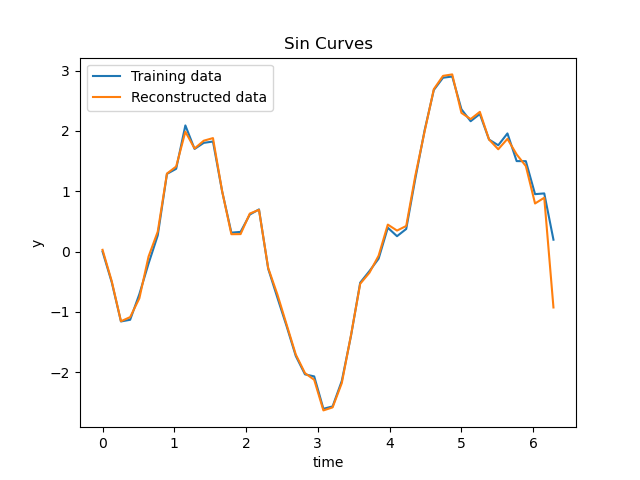 Sin Curves
Training data
Reconstructed data
3
2
1
0
−1
−2
y
0 1 2 3 4 5 6
time